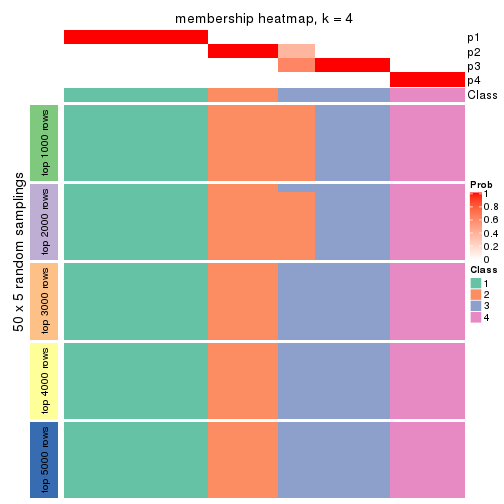 membership heatmap, k = 4
p1
p2
p3
p4
Class
50 x 5 random samplings
top 1000 rows
top 2000 rows
top 3000 rows
top 4000 rows
top 5000 rows
Prob
1
0.8
0.6
0.4
0.2
0
Class
1
2
3
4